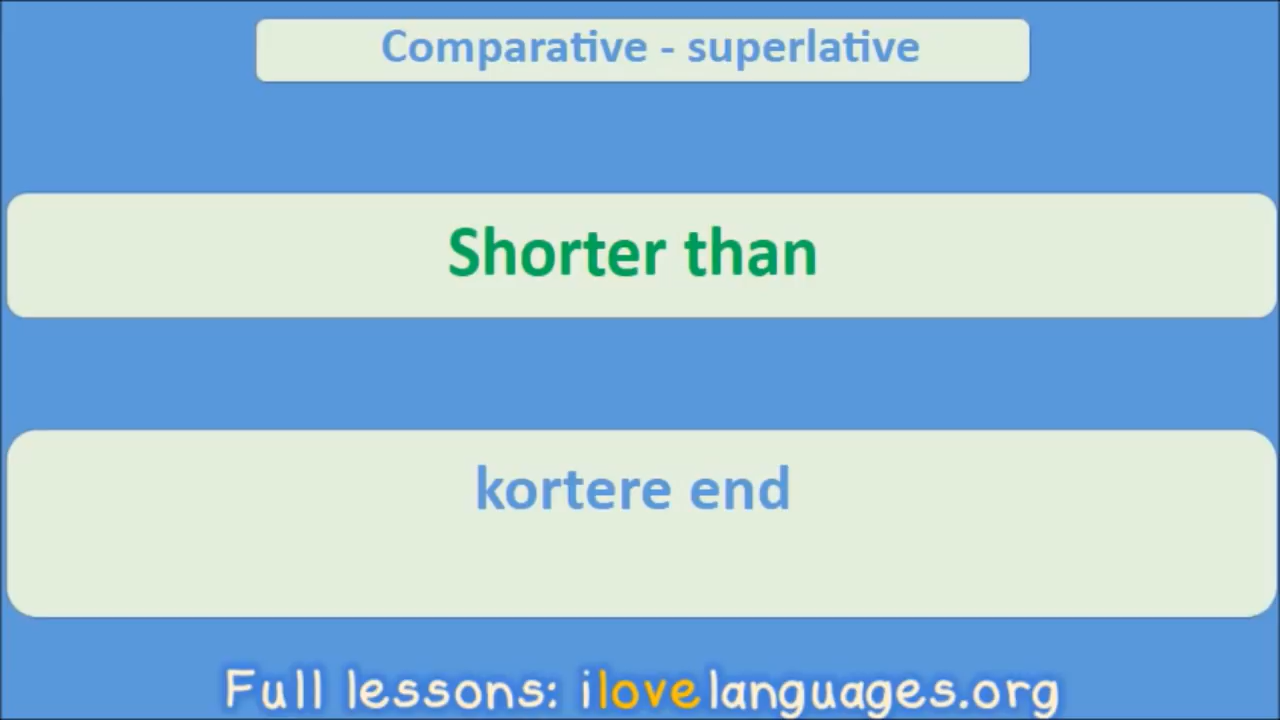 Comparative - superlative
Shorter than
kortere end
Full lessons: ilovelanguages.org